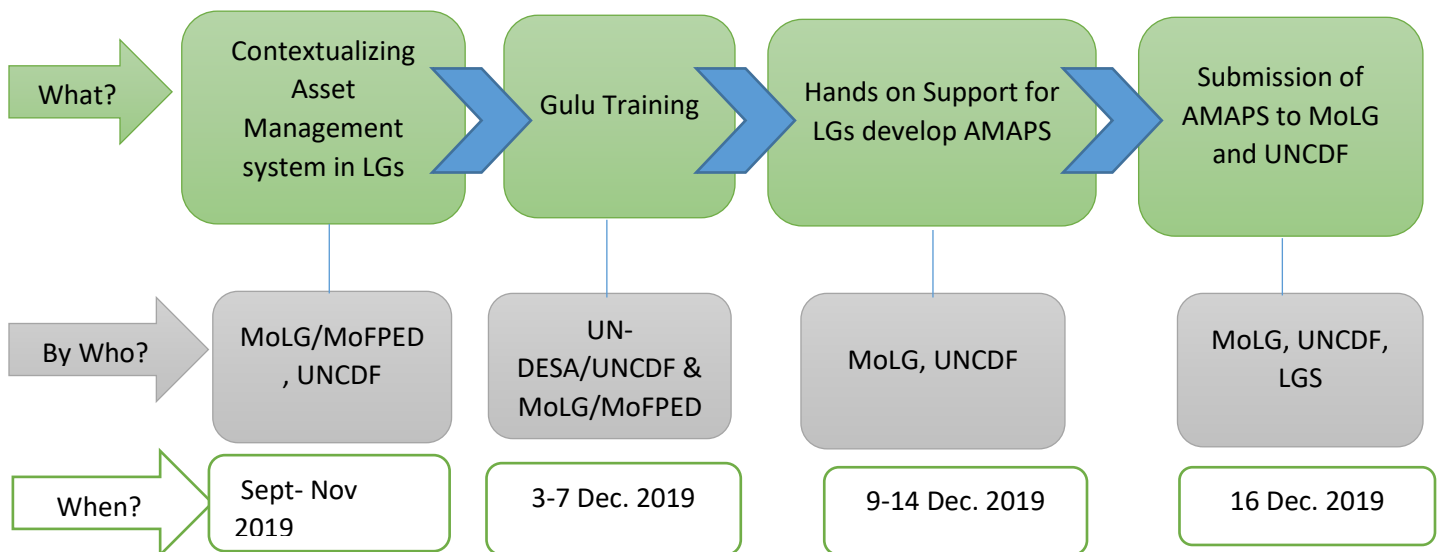 What?
Contextualizing
Asset
Management
system in LGs
Gulu Training
Hands on Support for
LGs develop AMAPS
Submission of
AMAPS to MoLG
and UNCDF
By Who?
MoLG/MoFPED
, UNCDF
UN-
DESA/UNCDF &
MoLG/MoFPED
MoLG, UNCDF
MoLG, UNCDF,
LGS
When?
Sept- Nov
2019
3-7 Dec. 2019
9-14 Dec. 2019
16 Dec. 2019